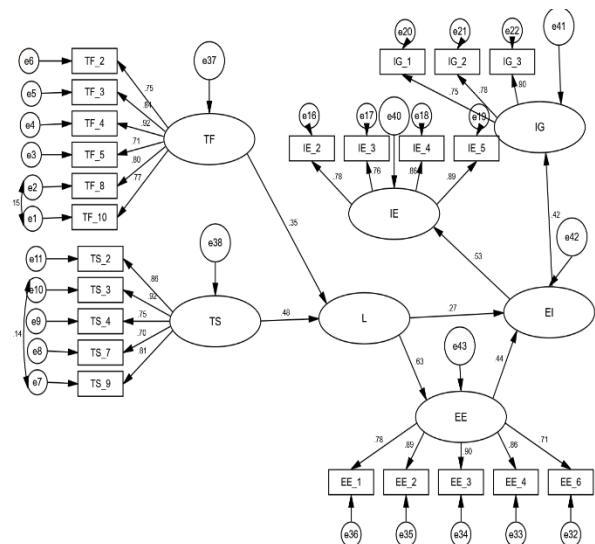 e6 TF_2
e5 TF_3
e4 TF_4
e3 TF_5
e2 TF_8
e1 TF_10
.15
.75
.84
.92
.71
.80
.77
e37
TF
.35
e11 TS_2
e10 TS_3
e9 TS_4
e8 TS_7
e7 TS_9
.14
.86
.92
.75
.70
.81
e38
TS
.48
L
.27
.63
e20 e21 e22 e41
IG_1 IG_2 IG_3
.75 .78 .90
IG
.42
e16 e17 e40 e18 e19
IE_2 IE_3 IE_4 IE_5
.78 .76 .86 .89
IE
.53
e42
EI
e43
.44
EE
.78 .89 .90 .86 .71
EE_1 EE_2 EE_3 EE_4 EE_6
e36 e35 e34 e33 e32